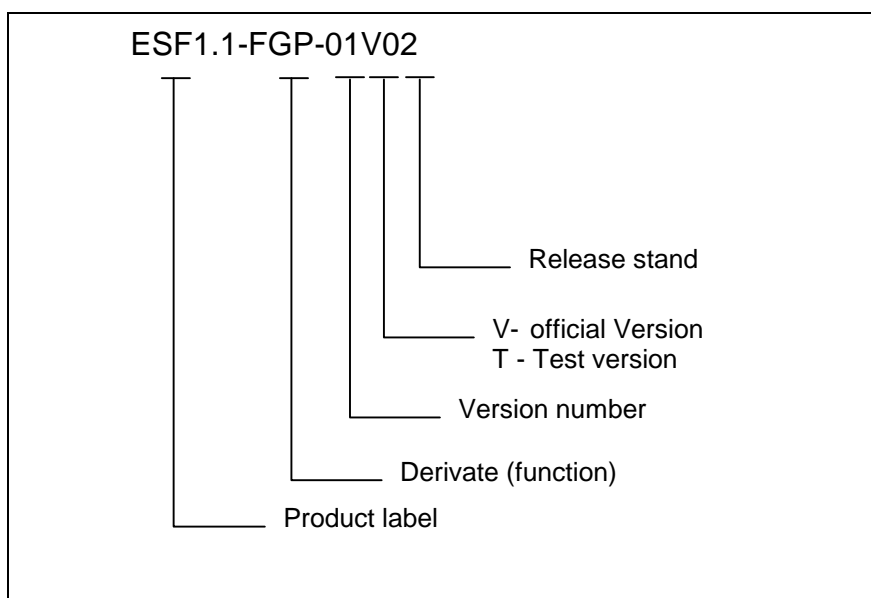 ESF1.1-FGP-01V02
Release stand
V- official Version
T - Test version
Version number
Derivate (function)
Product label